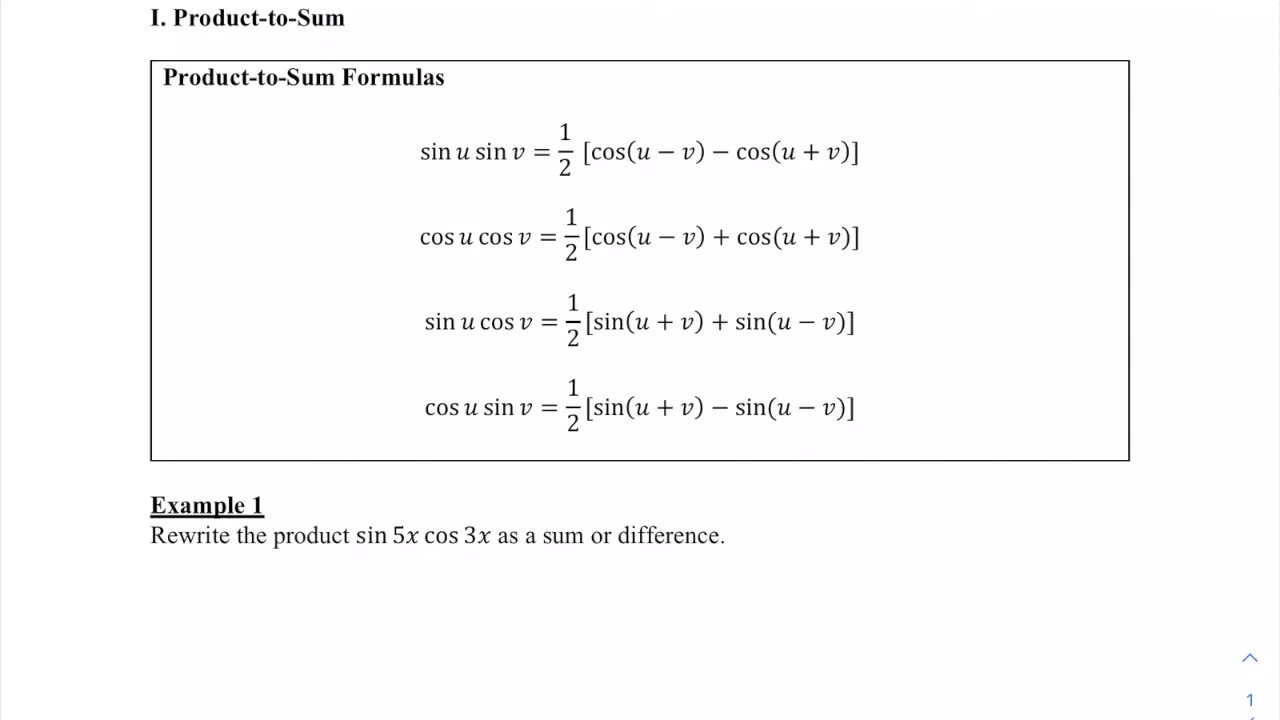 I. Product-to-Sum
Product-to-Sum Formulas
sin 𝑢 sin 𝑣 = 1/2 [cos(𝑢 − 𝑣) − cos(𝑢 + 𝑣)]
cos 𝑢 cos 𝑣 = 1/2 [cos(𝑢 − 𝑣) + cos(𝑢 + 𝑣)]
sin 𝑢 cos 𝑣 = 1/2 [sin(𝑢 + 𝑣) + sin(𝑢 − 𝑣)]
cos 𝑢 sin 𝑣 = 1/2 [sin(𝑢 + 𝑣) − sin(𝑢 − 𝑣)]
Example 1
Rewrite the product sin 5𝑥 cos 3𝑥 as a sum or difference.
1